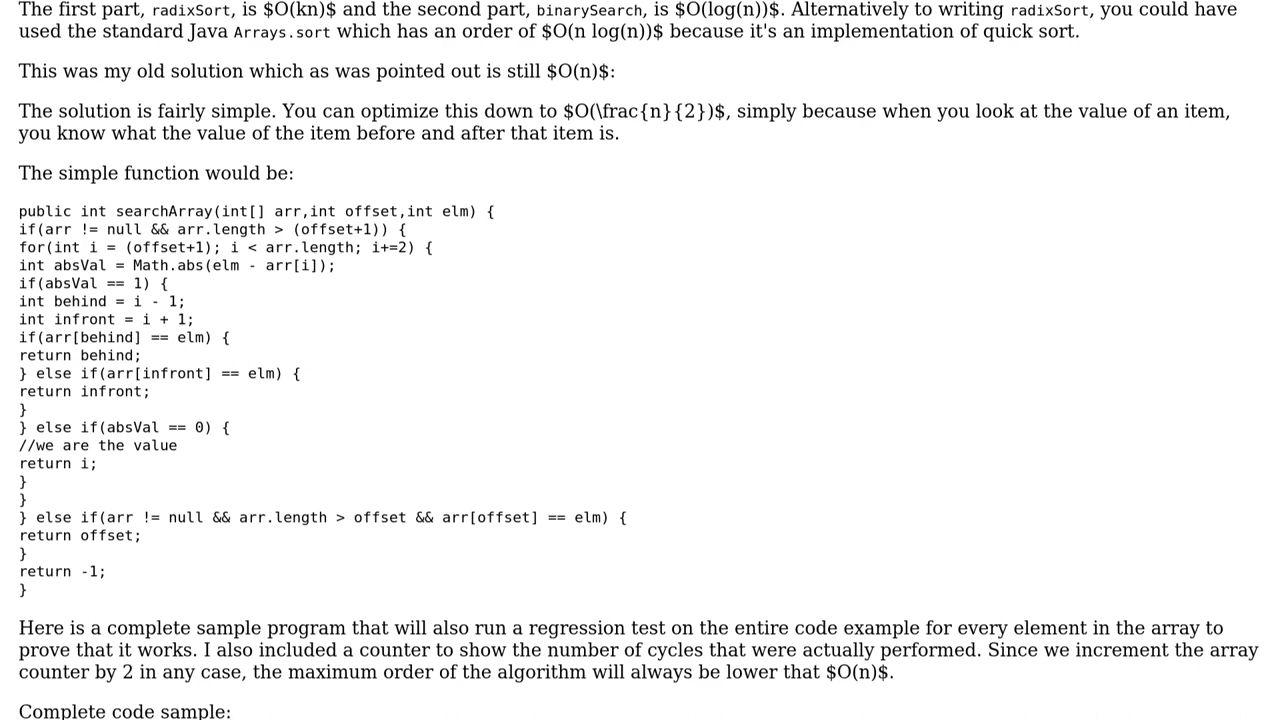 The first part, radixSort, is $O(kn)$ and the second part, binarySearch, is $O(log(n))$. Alternatively to writing radixSort, you could have
used the standard Java Arrays.sort which has an order of $O(n log(n))$ because it's an implementation of quick sort.
This was my old solution which as was pointed out is still $O(n)$:
The solution is fairly simple. You can optimize this down to $O(\frac{n}{2})$, simply because when you look at the value of an item,
you know what the value of the item before and after that item is.
The simple function would be:
public int searchArray(int[] arr,int offset,int elm) {
if(arr != null && arr.length > (offset+1)) {
for(int i = (offset+1); i < arr.length; i+=2) {
int absVal = Math.abs(elm - arr[i]);
if(absVal == 1) {
int behind = i - 1;
int infront = i + 1;
if(arr[behind] == elm) {
return behind;
} else if(arr[infront] == elm) {
return infront;
}
} else if(absVal == 0) {
//we are the value
return i;
}
}
} else if(arr != null && arr.length > offset && arr[offset] == elm) {
return offset;
}
return -1;
}
Here is a complete sample program that will also run a regression test on the entire code example for every element in the array to
prove that it works. I also included a counter to show the number of cycles that were actually performed. Since we increment the array
counter by 2 in any case, the maximum order of the algorithm will always be lower that $O(n)$.
Complete code sample: